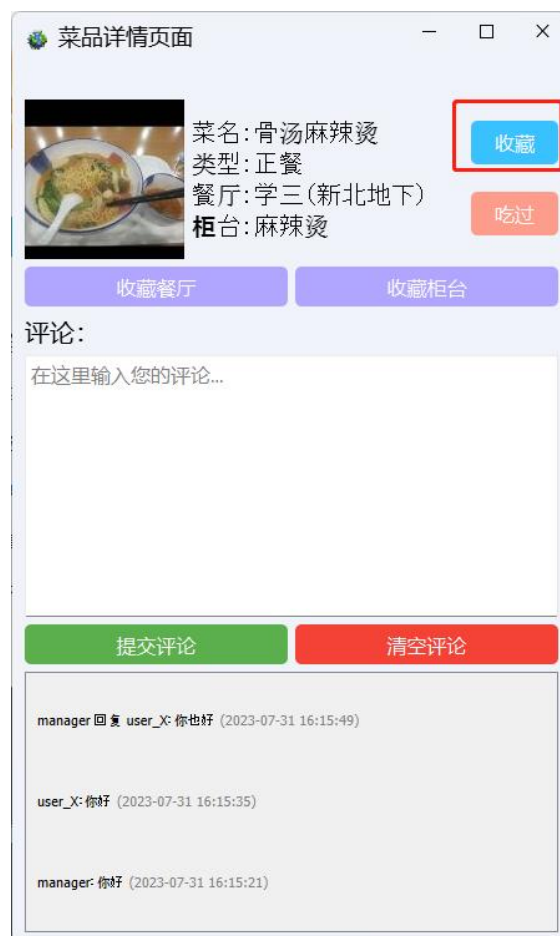 菜品详情页面
菜名:骨汤麻辣烫
类型:正餐
餐厅:学三(新北地下)
柜台:麻辣烫
收藏
吃过
收藏餐厅
收藏柜台
评论:
在这里输入您的评论...
提交评论
清空评论
manager 回复 user_X: 你也好 (2023-07-31 16:15:49)
user_X: 你好 (2023-07-31 16:15:35)
manager: 你好 (2023-07-31 16:15:21)